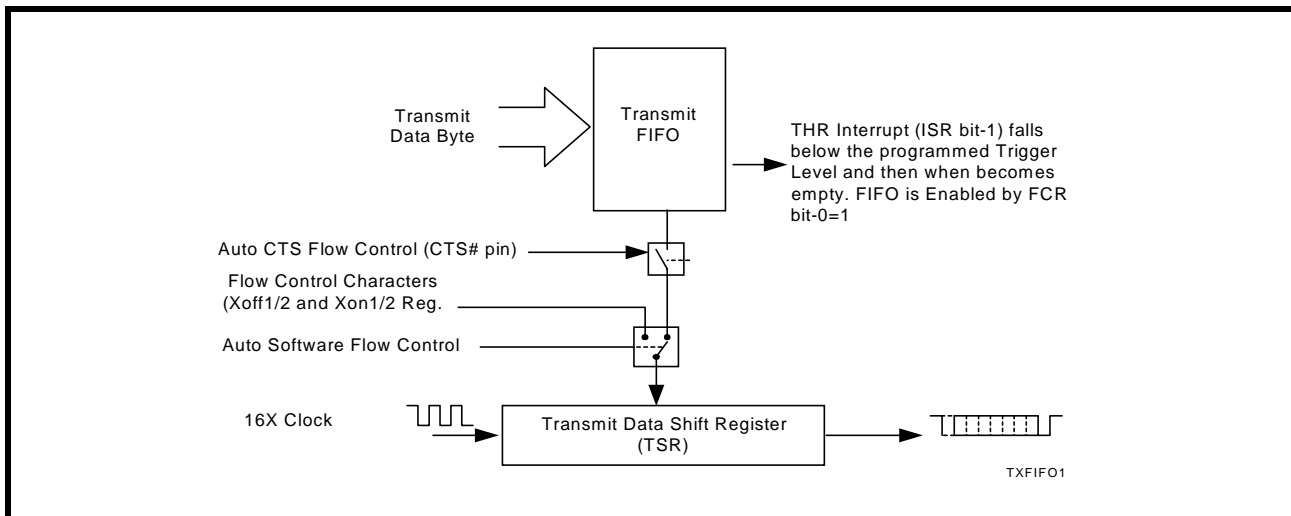 Transmit
Data Byte
Transmit
FIFO
THR Interrupt (ISR bit-1) falls
below the programmed Trigger
Level and then when becomes
empty. FIFO is Enabled by FCR
bit-0=1
Auto CTS Flow Control (CTS# pin)
Flow Control Characters
(Xoff1/2 and Xon1/2 Reg.
Auto Software Flow Control
16X Clock
Transmit Data Shift Register
(TSR)
TXFIFO1